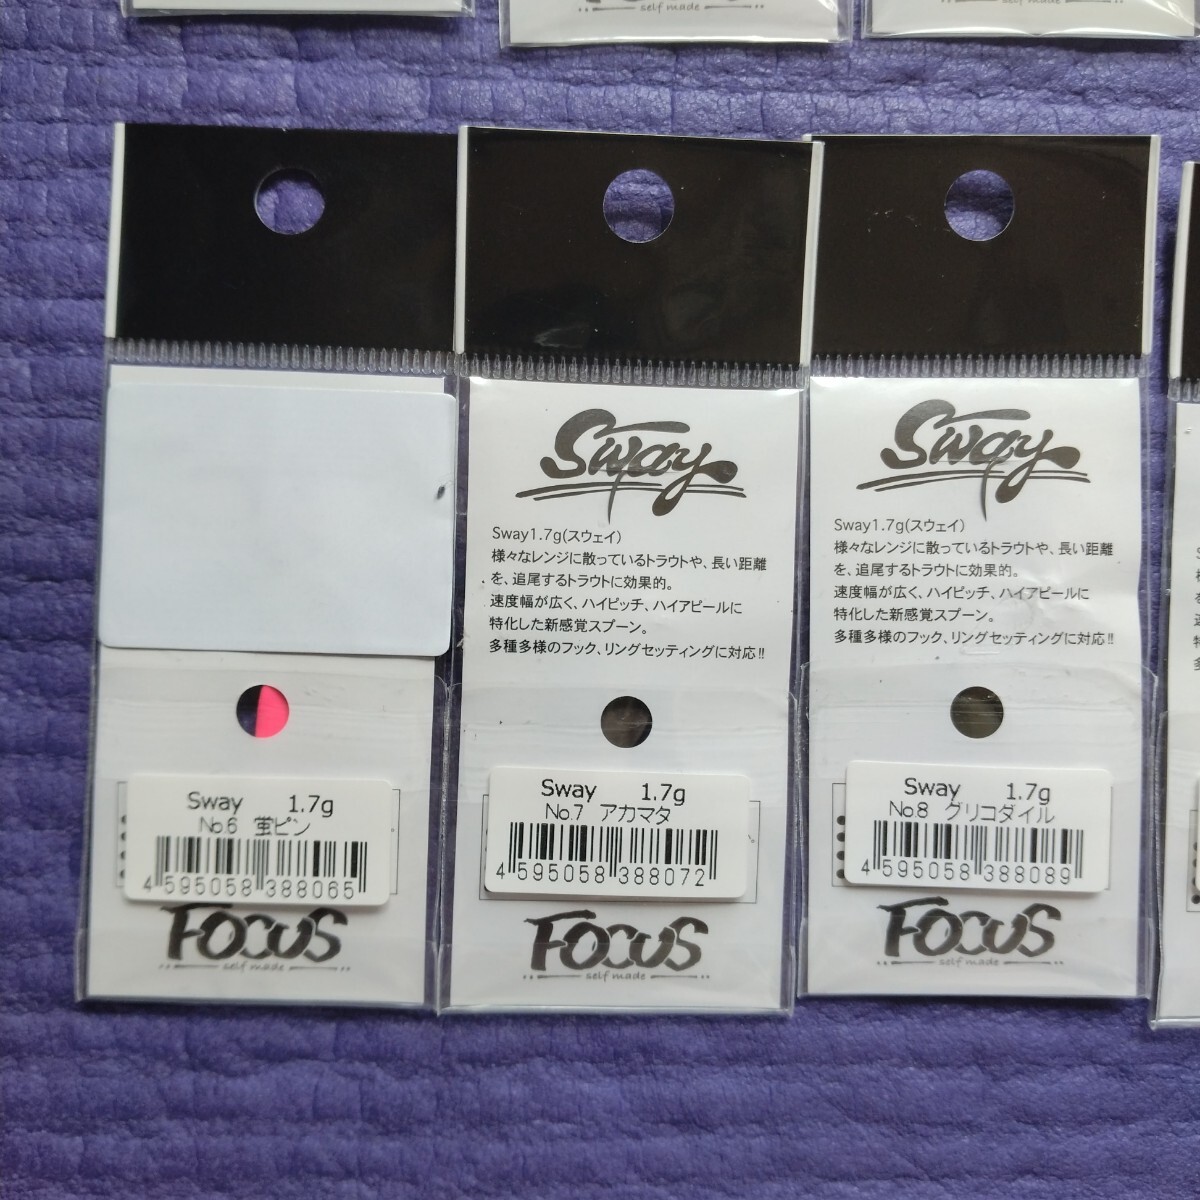 self made
self made
Sway 1.7g
No.6 蛍ピン
4 595058 388065
FOCUS
self made
Sway
Sway1.7g(スウェイ)
様々なレンジに散っているトラウトや、長い距離
を、追尾するトラウトに効果的。
速度幅が広く、ハイピッチ、ハイアピールに
特化した新感覚スプーン。
多種多様のフック、リングセッティングに対応!!
Sway 1.7g
No.7 アカマタ
4 595058 388072
FOCUS
self made
Sway
Sway1.7g(スウェイ)
様々なレンジに散っているトラウトや、長い距離
を、追尾するトラウトに効果的。
速度幅が広く、ハイピッチ、ハイアピールに
特化した新感覚スプーン。
多種多様のフック、リングセッティングに対応!!
Sway 1.7g
No.8 グリコダイル
4 595058 388089
FOCUS
self made